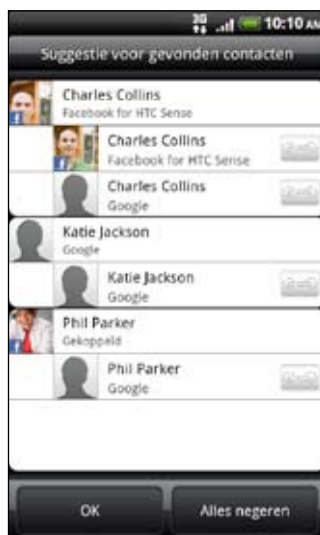 3G 10:10 AM
Suggestie voor gevonden contacten
Charles Collins
Facebook for HTC Sense
Charles Collins
Facebook for HTC Sense
Charles Collins
Google
Katie Jackson
Google
Katie Jackson
Google
Phil Parker
Gekoppeld
Phil Parker
Google
OK Alles negeren